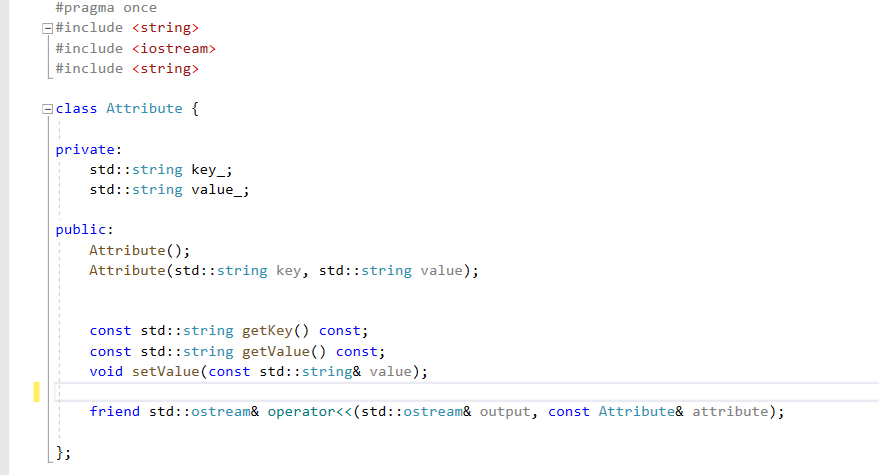 #pragma once
#include <string>
#include <iostream>
#include <string>
class Attribute {
private:
std::string key_;
std::string value_;
public:
Attribute();
Attribute(std::string key, std::string value);
const std::string getKey() const;
const std::string getValue() const;
void setValue(const std::string& value);
friend std::ostream& operator<<(std::ostream& output, const Attribute& attribute);
};